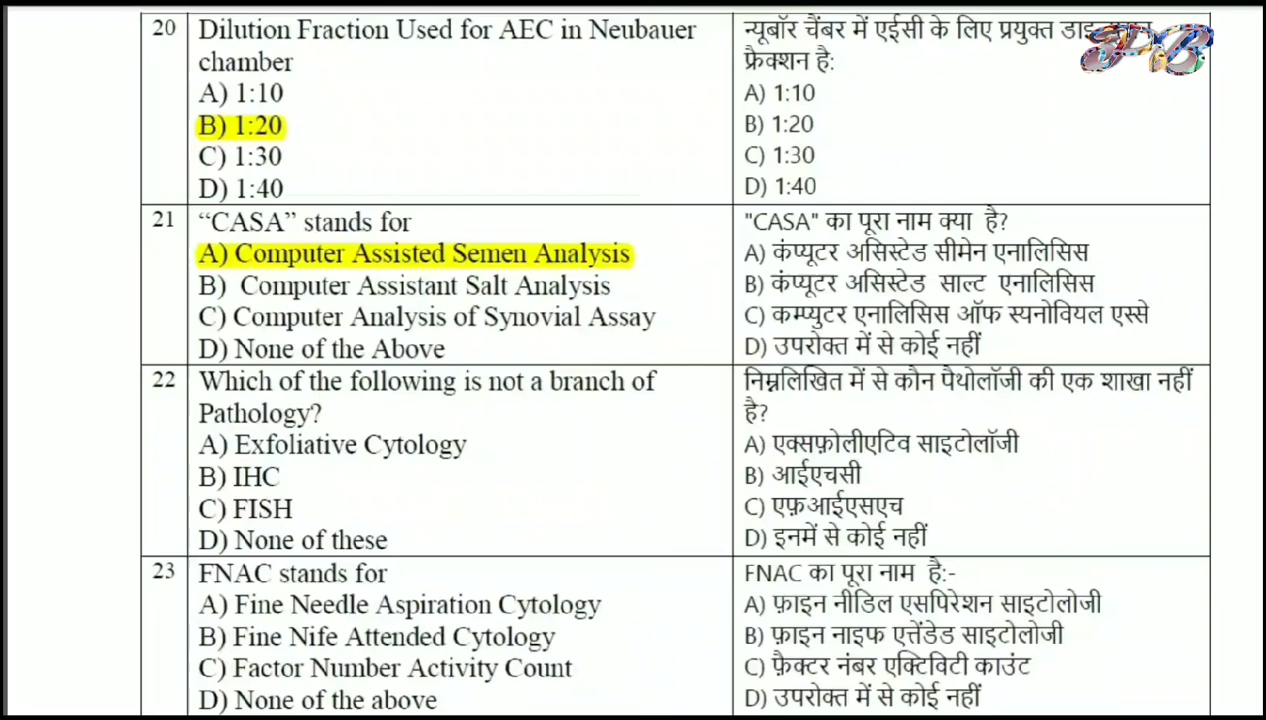 20
Dilution Fraction Used for AEC in Neubauer
chamber
A) 1:10
B) 1:20
C) 1:30
D) 1:40
न्यूबॉर चैंबर में एईसी के लिए प्रयुक्त
फ्रैक्शन है:
A) 1:10
B) 1:20
C) 1:30
D) 1:40
21
“CASA” stands for
A) Computer Assisted Semen Analysis
B) Computer Assistant Salt Analysis
C) Computer Analysis of Synovial Assay
D) None of the Above
"CASA" का पूरा नाम क्या है?
A) कंप्यूटर असिस्टेड सीमेन एनालिसिस
B) कंप्यूटर असिस्टेड साल्ट एनालिसिस
C) कम्प्युटर एनालिसिस ऑफ स्यनोवियल एस्से
D) उपरोक्त में से कोई नहीं
22
Which of the following is not a branch of
Pathology?
A) Exfoliative Cytology
B) IHC
C) FISH
D) None of these
निम्नलिखित में से कौन पैथोलॉजी की एक शाखा नहीं
है?
A) एक्सफ़ोलीएटिव साइटोलॉजी
B) आईएचसी
C) एफ़आईएसएच
D) इनमें से कोई नहीं
23
FNAC stands for
A) Fine Needle Aspiration Cytology
B) Fine Nife Attended Cytology
C) Factor Number Activity Count
D) None of the above
FNAC का पूरा नाम है:-
A) फ़ाइन नीडिल एसपिरेशन साइटोलोजी
B) फ़ाइन नाइफ एत्तेंडेड साइटोलोजी
C) फ़ैक्टर नंबर एक्टिविटी काउंट
D) उपरोक्त में से कोई नहीं